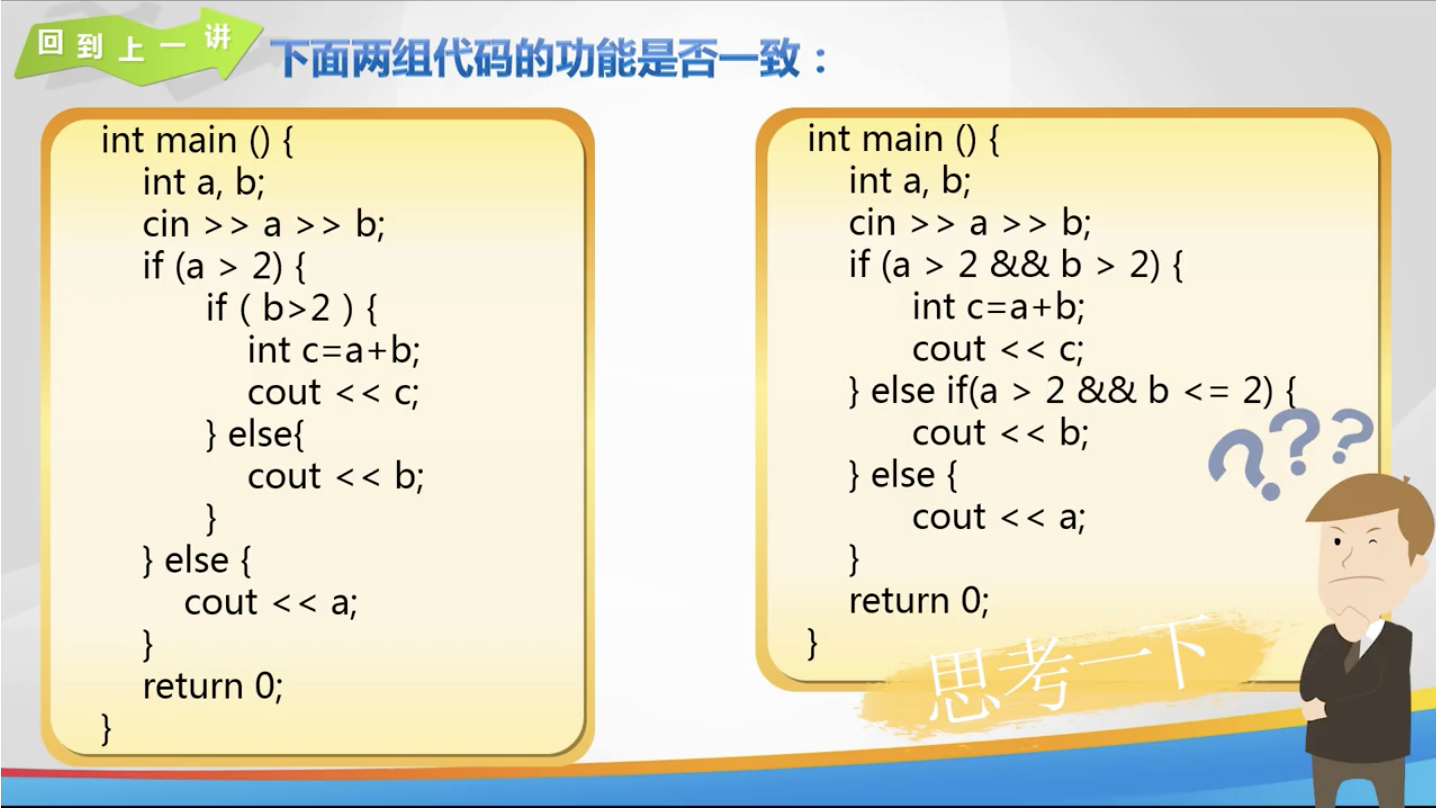 回到上一讲
下面两组代码的功能是否一致：
int main () {
int a, b;
cin >> a >> b;
if (a > 2) {
if ( b>2 ) {
int c=a+b;
cout << c;
} else{
cout << b;
}
} else {
cout << a;
}
return 0;
}
int main () {
int a, b;
cin >> a >> b;
if (a > 2 && b > 2) {
int c=a+b;
cout << c;
} else if(a > 2 && b <= 2) {
cout << b;
} else {
cout << a;
}
return 0;
}
???
思考一下